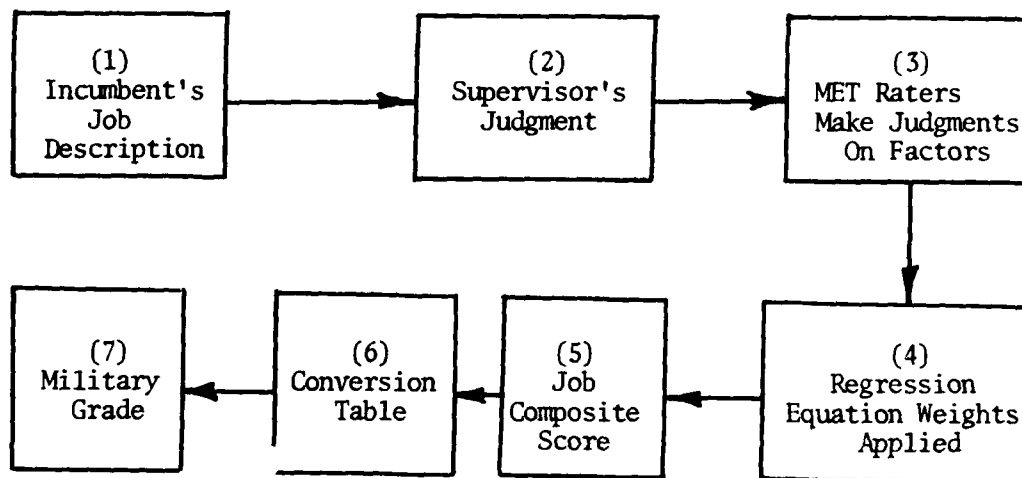 (1)
Incumbent's
Job
Description
(2)
Supervisor's
Judgment
(3)
MET Raters
Make Judgments
On Factors
(4)
Regression
Equation Weights
Applied
(5)
Job
Composite
Score
(6)
Conversion
Table
(7)
Military
Grade